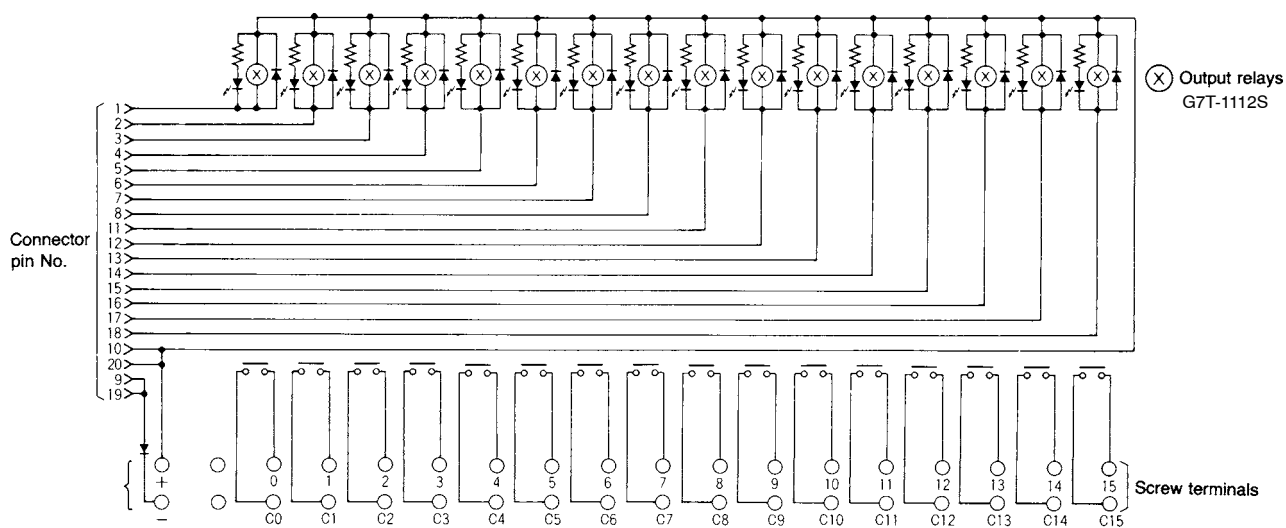 X Output relays
G7T-1112S
Connector
pin No.
1
2
3
4
5
6
7
8
11
12
13
14
15
16
17
18
10
20
9
19
X X X X X X X X X X X X X X X X
+ 0 1 2 3 4 5 6 7 8 9 10 11 12 13 14 15
Screw terminals
− C0 C1 C2 C3 C4 C5 C6 C7 C8 C9 C10 C11 C12 C13 C14 C15